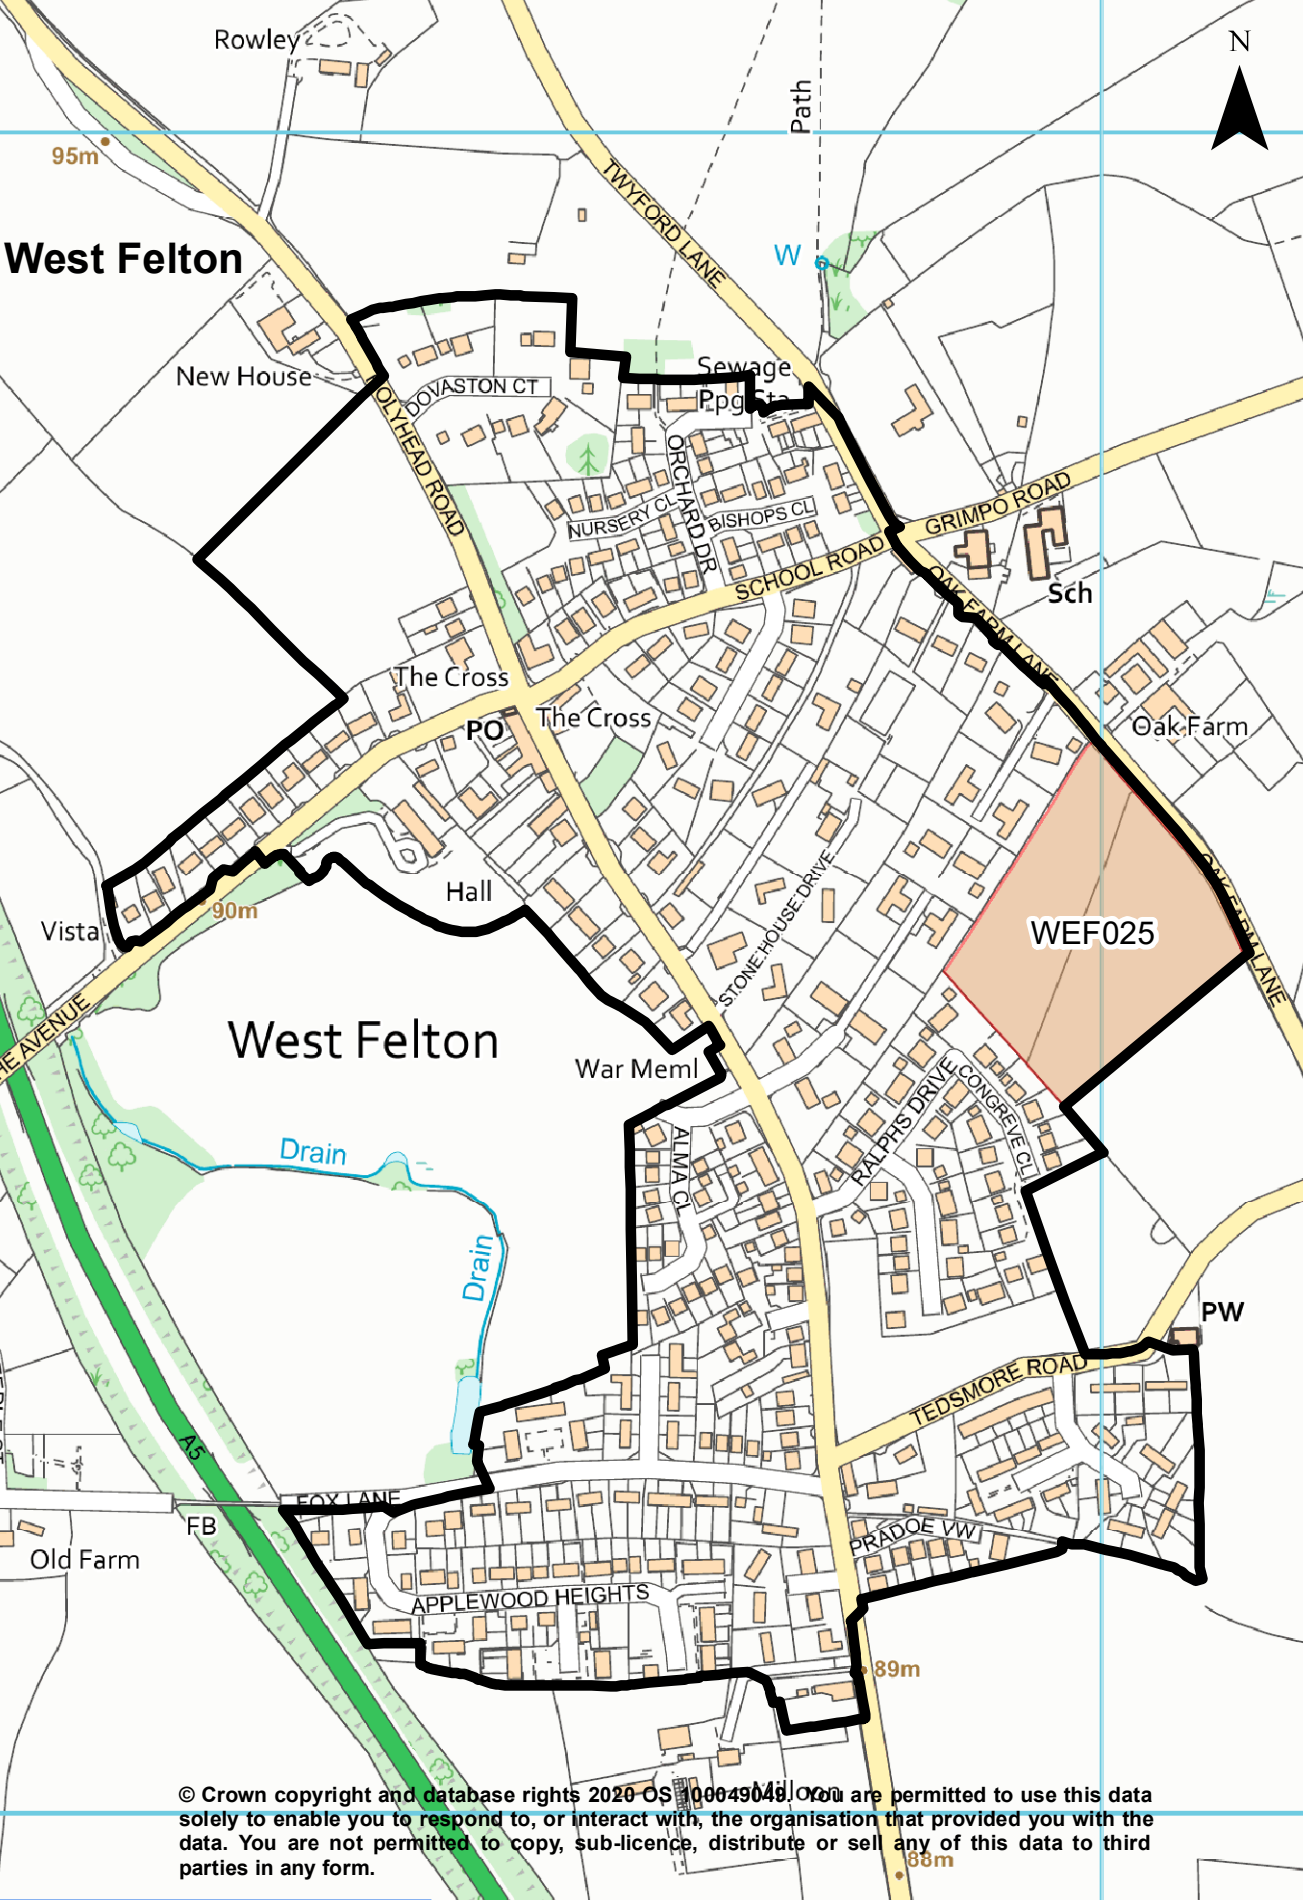 Rowley
N
Path
95m
TWYFORD LANE
West Felton
W
New House
Sewage
Ppg Sta
DOVASTON CT
HOLYHEAD ROAD
ORCHARD DR
NURSERY CL
BISHOPS CL
GRIMPO ROAD
SCHOOL ROAD
OAK FARM LANE
Sch
The Cross
PO
The Cross
Oak Farm
Hall
STONE HOUSE DRIVE
OAK FARM LANE
90m
Vista
WEF025
THE AVENUE
West Felton
War Meml
RALPHS DRIVE
CONGREVE CL
ALMA CL
Drain
Drain
PW
TEDSMORE ROAD
A5
FOX LANE
FB
PRADOE VW
Old Farm
APPLEWOOD HEIGHTS
89m
© Crown copyright and database rights 2020 OS 100049049. You are permitted to use this data
solely to enable you to respond to, or interact with, the organisation that provided you with the
data. You are not permitted to copy, sub-licence, distribute or sell any of this data to third
parties in any form.
88m